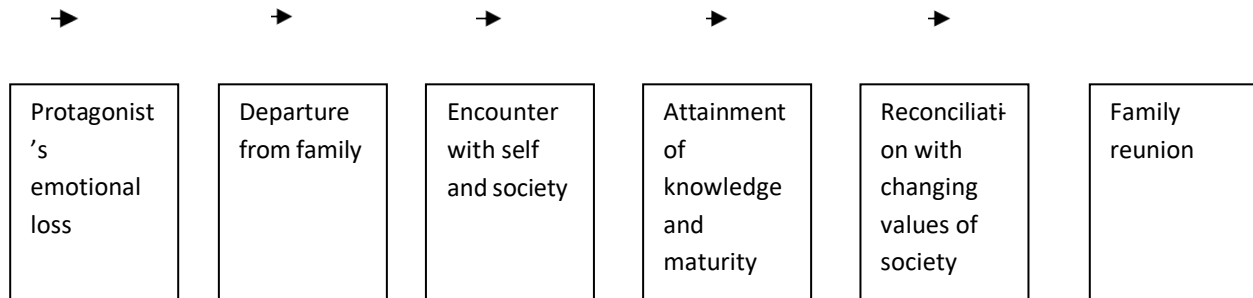 Protagonist
's
emotional
loss
Departure
from family
Encounter
with self
and society
Attainment
of
knowledge
and
maturity
Reconciliati-
on with
changing
values of
society
Family
reunion